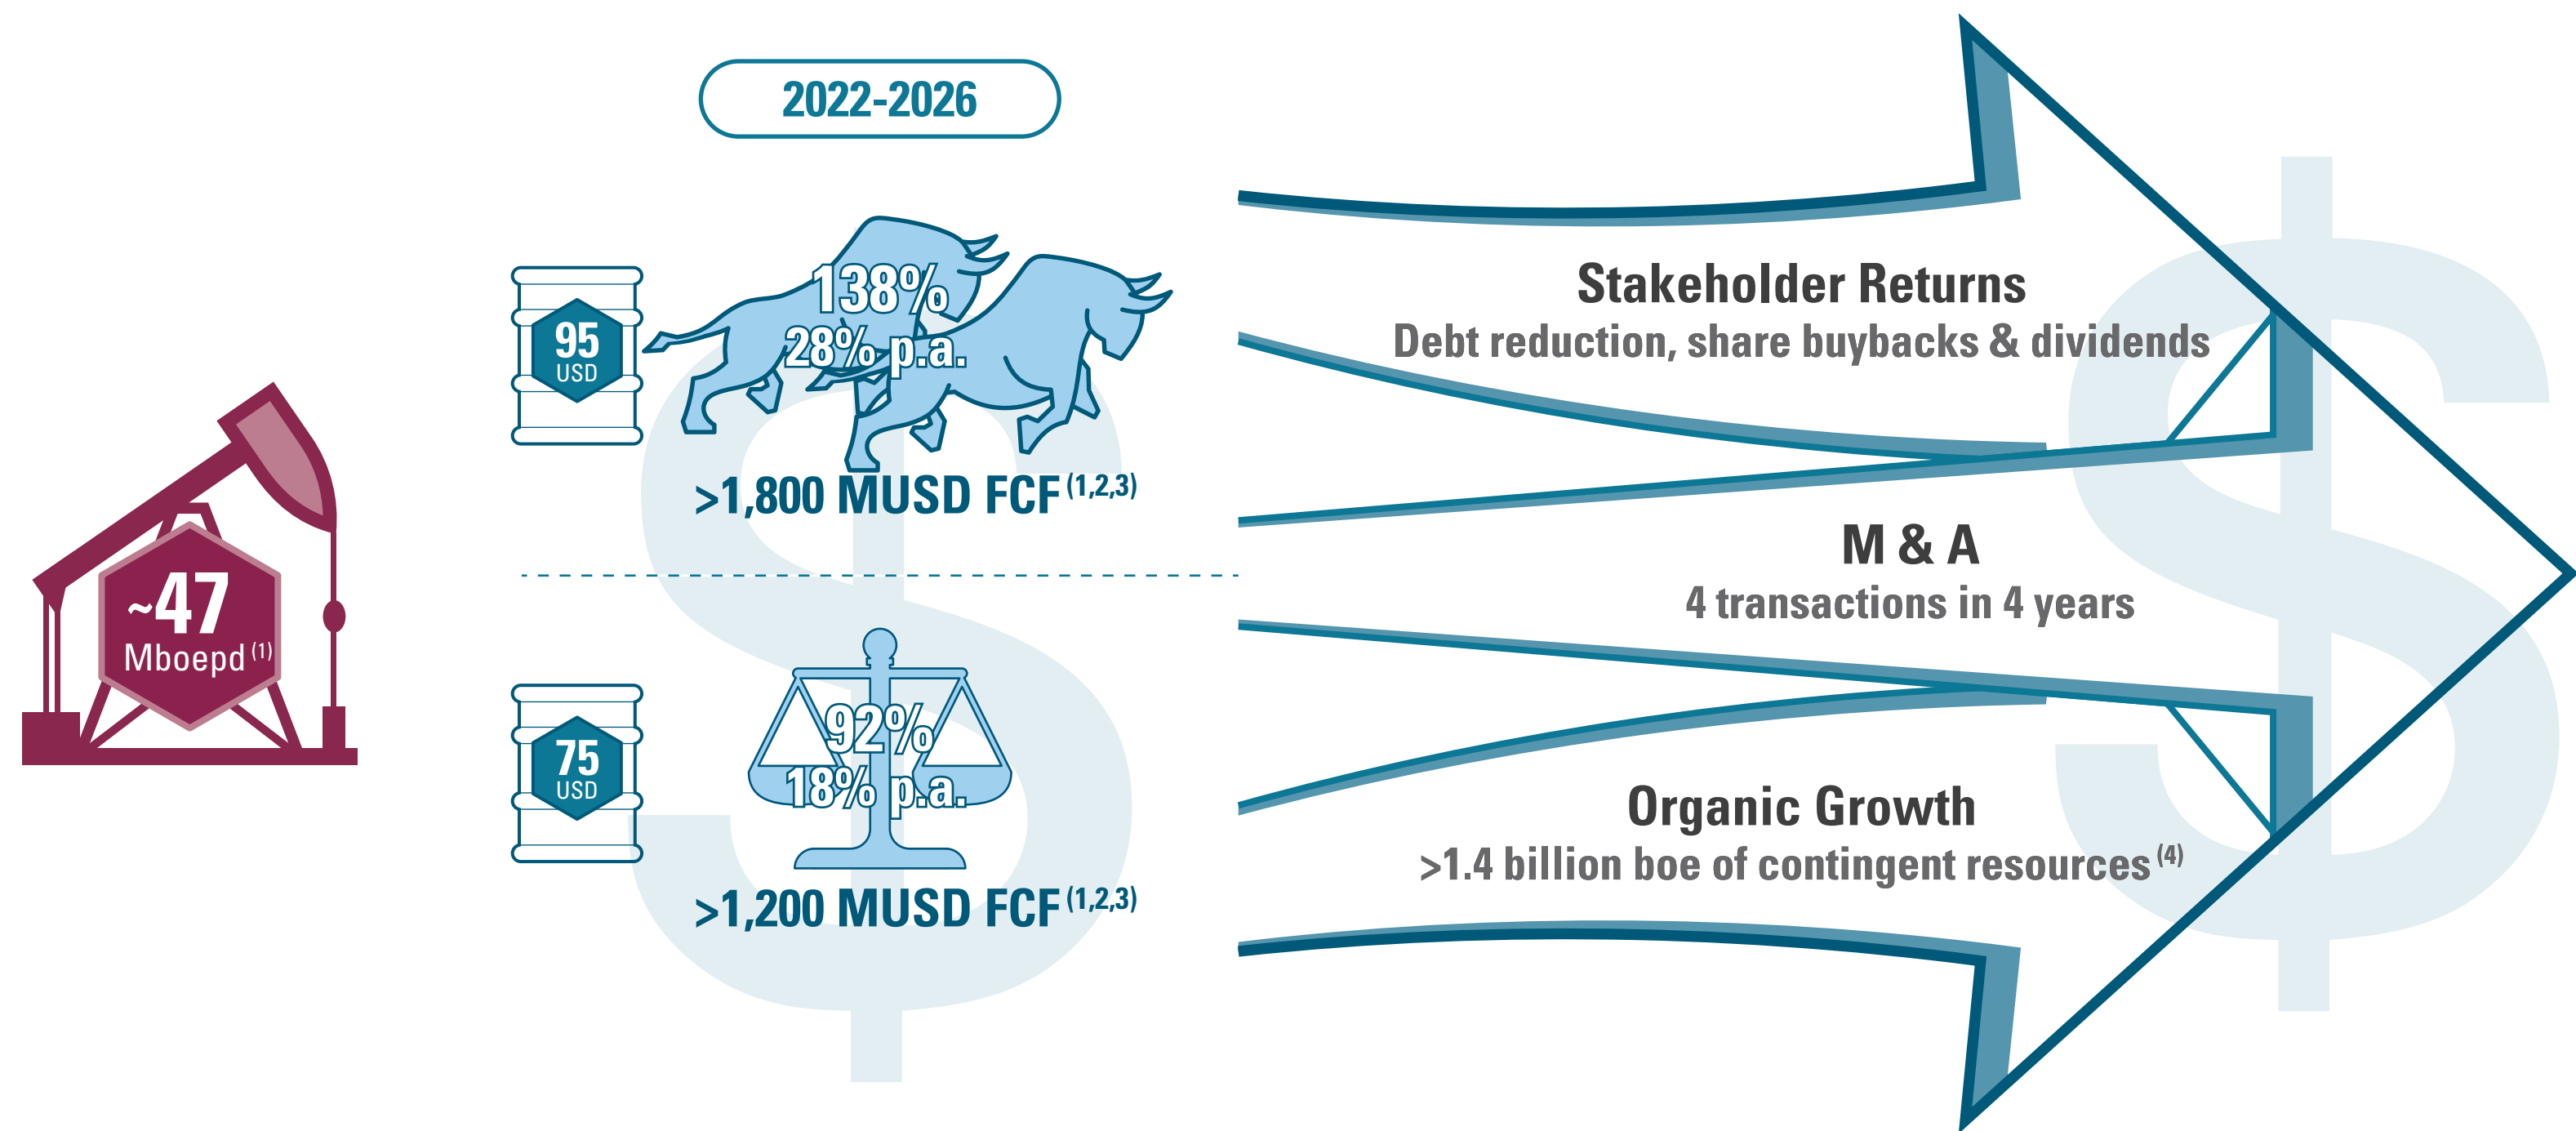 2022-2026
~47
Mboepd (1)
95
USD
138%
28% p.a.
>1,800 MUSD FCF (1,2,3)
75
USD
92%
18% p.a.
>1,200 MUSD FCF (1,2,3)
Stakeholder Returns
Debt reduction, share buybacks & dividends
M & A
4 transactions in 4 years
Organic Growth
>1.4 billion boe of contingent resources (4)